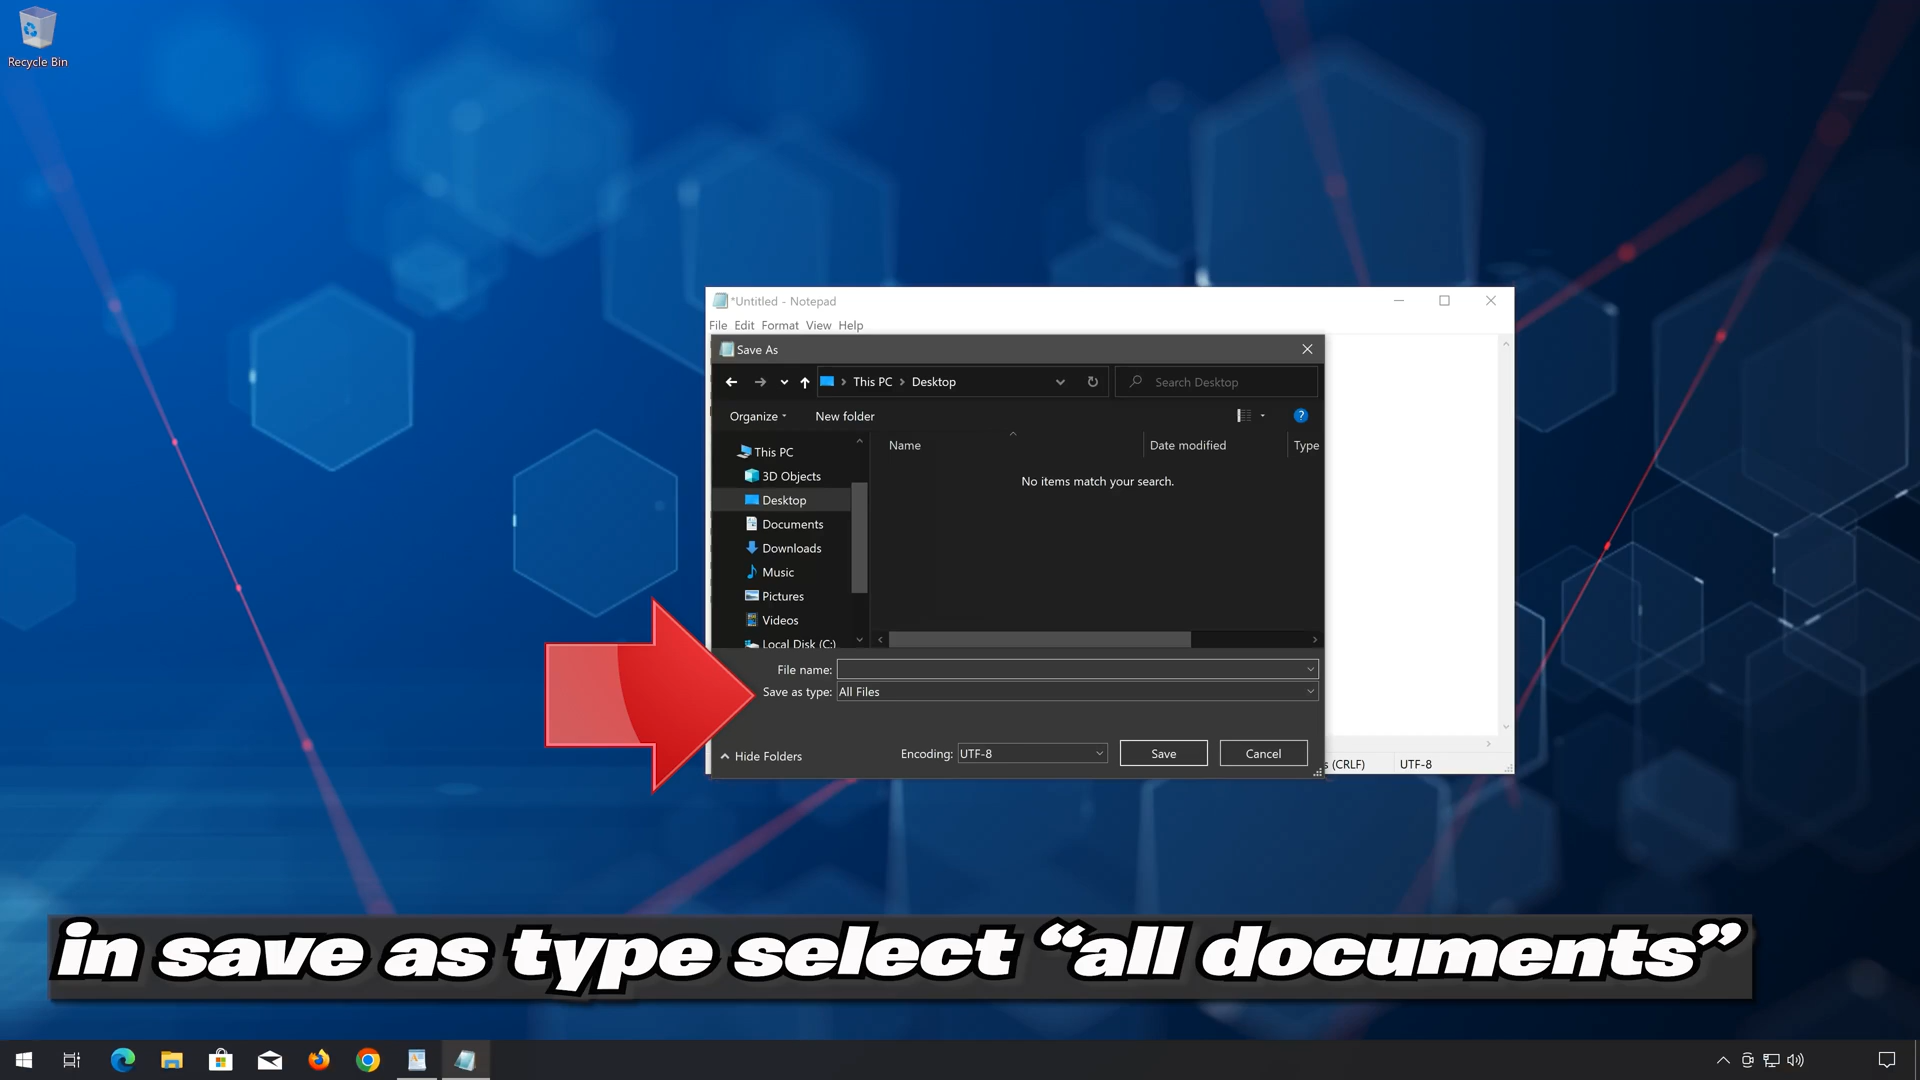 Recycle Bin
*Untitled - Notepad
File Edit Format View Help
Save As
This PC Desktop
Search Desktop
Organize New folder
Name Date modified Type
This PC
3D Objects
Desktop
Documents
Downloads
Music
Pictures
Videos
Local Disk (C:)
No items match your search.
File name:
Save as type: All Files
Hide Folders Encoding: UTF-8 Save Cancel
(CRLF) UTF-8
in save as type select “all documents”